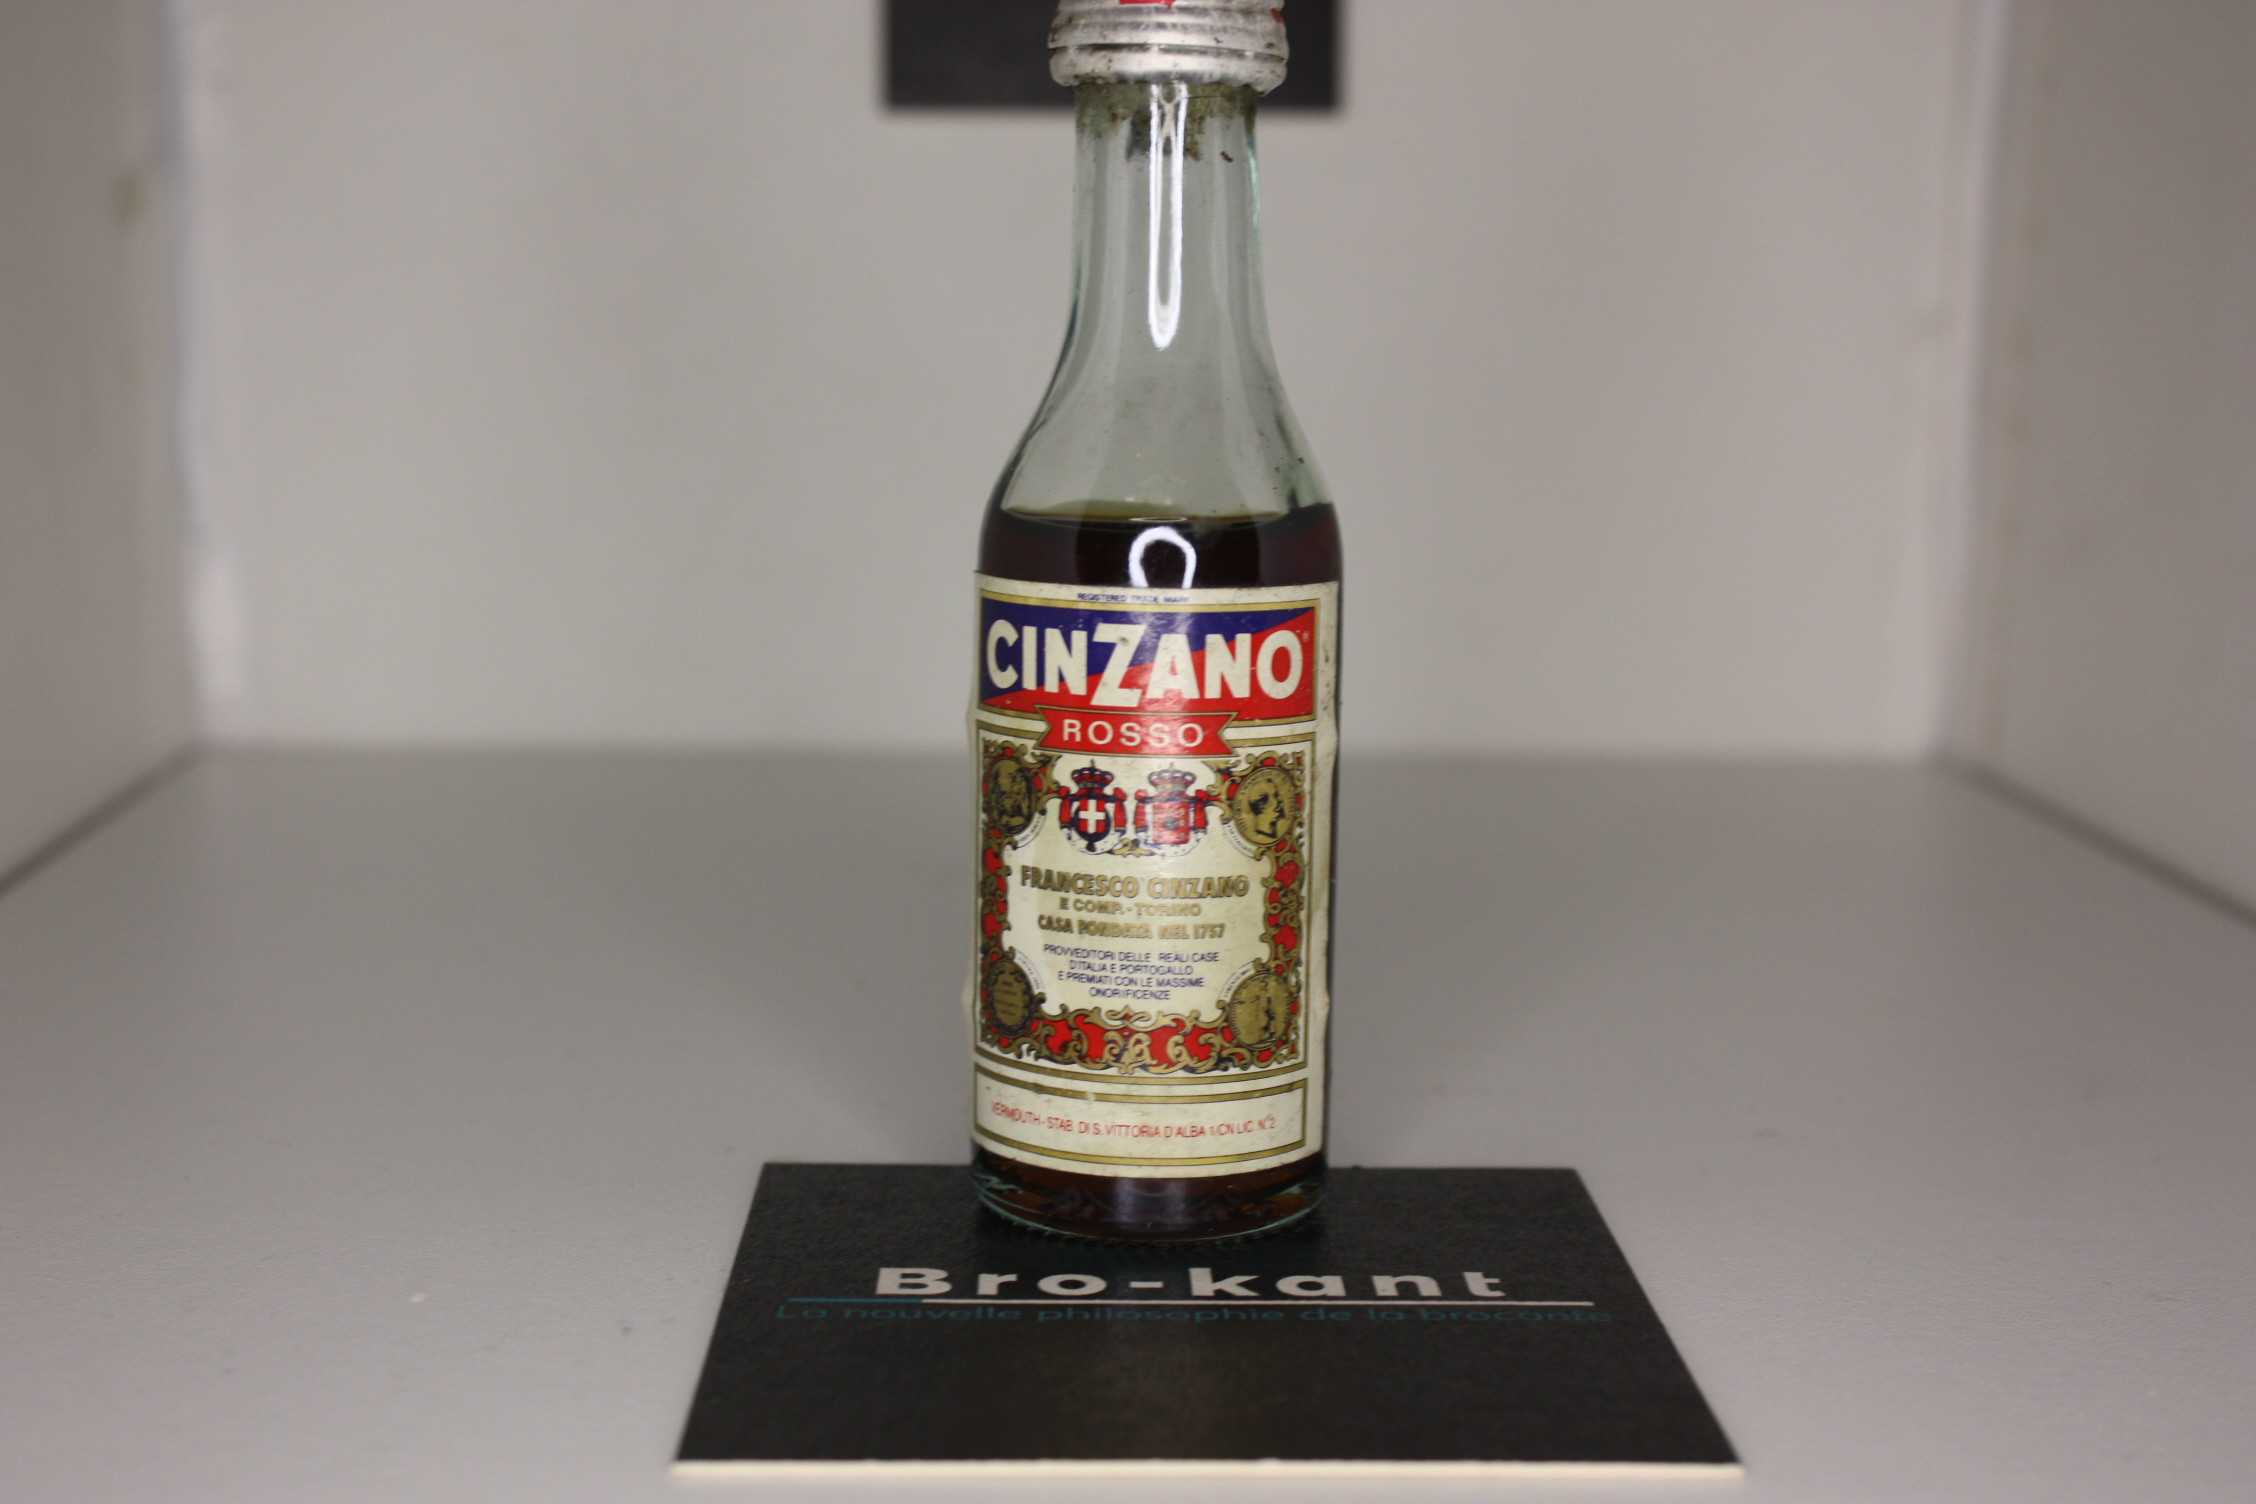 REGISTERED TRADE MARK
CINZANO
ROSSO
FRANCESCO CINZANO
E COMP. - TORINO
CASA FONDATA NEL 1757
PROVVEDITORI DELLE REALI CASE
D'ITALIA E PORTOGALLO
E PREMIATI CON LE MASSIME
ONORIFICENZE
VERMOUTH - STAB. DI S. VITTORIA D'ALBA 1/CN LIC. N.°2
Bro-kant
La nouvelle philosophie de la brocante